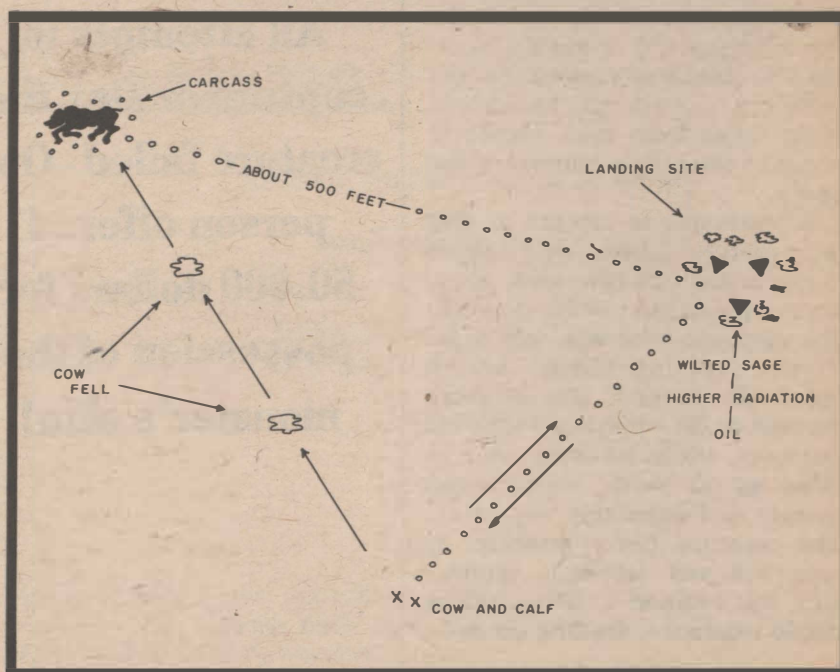 CARCASS
ABOUT 500 FEET
LANDING SITE
COW
FELL
WILTED SAGE
HIGHER RADIATION
OIL
X X COW AND CALF